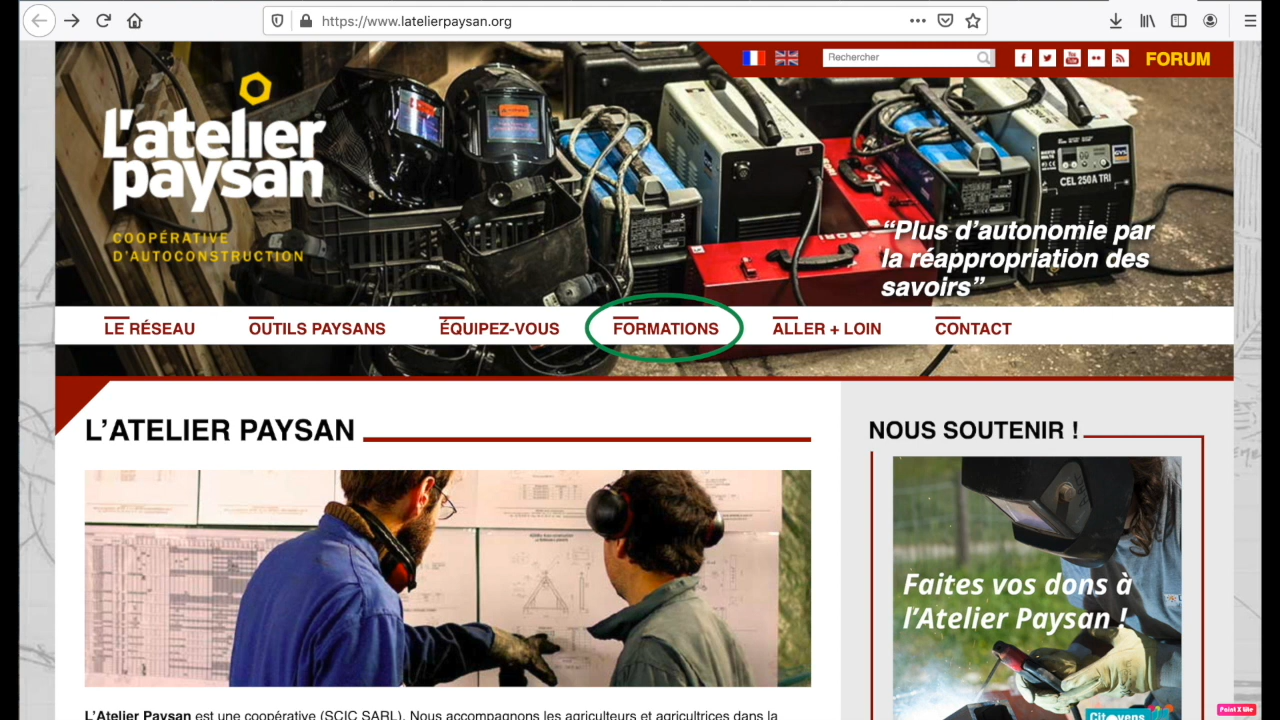 https://www.latelierpaysan.org
Rechercher
FORUM
L'atelier
paysan
COOPÉRATIVE
D'AUTOCONSTRUCTION
CEL 250A TRI
“Plus d’autonomie par
la réappropriation des
savoirs”
LE RÉSEAU
OUTILS PAYSANS
ÉQUIPEZ-VOUS
FORMATIONS
ALLER + LOIN
CONTACT
L’ATELIER PAYSAN
NOUS SOUTENIR !
Faites vos dons à
l’Atelier Paysan !
L’Atelier Paysan est une coopérative (SCIC SARL). Nous accompagnons les agriculteurs et agricultrices dans la
Citoyens